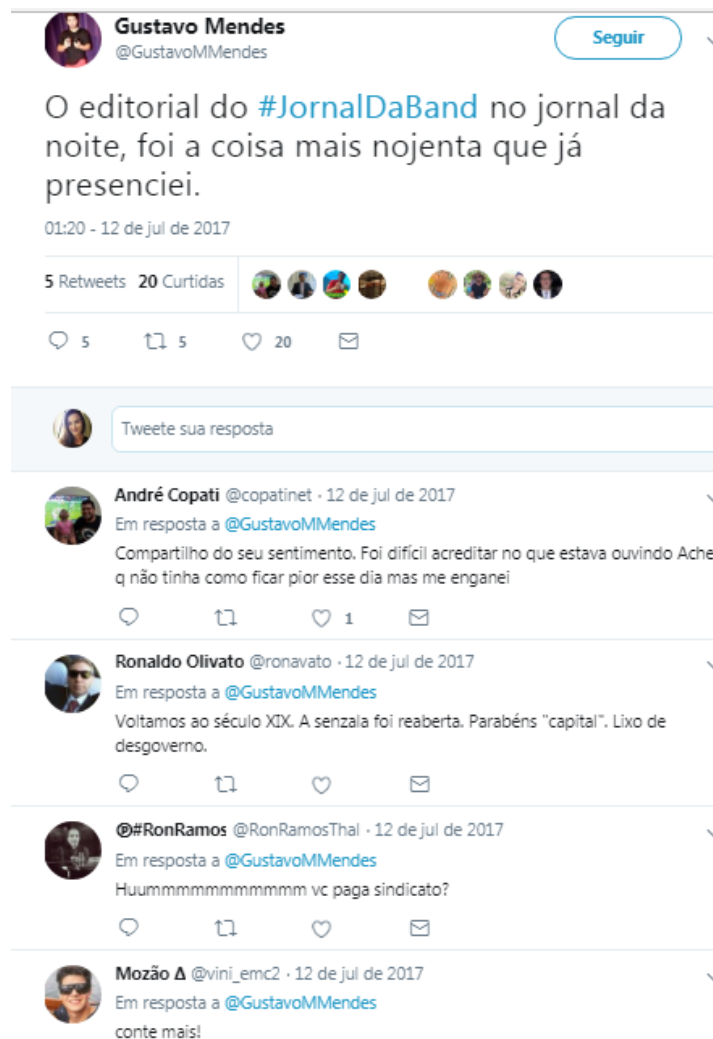 Gustavo Mendes
@GustavoMMendes
Seguir
O editorial do #JornalDaBand no jornal da
noite, foi a coisa mais nojenta que já
presenciei.
01:20 - 12 de jul de 2017
5 Retweets 20 Curtidas
5 5 20
Tweete sua resposta
André Copati @copatinet · 12 de jul de 2017
Em resposta a @GustavoMMendes
Compartilho do seu sentimento. Foi difícil acreditar no que estava ouvindo Ache
q não tinha como ficar pior esse dia mas me enganei
1
Ronaldo Olivato @ronavato · 12 de jul de 2017
Em resposta a @GustavoMMendes
Voltamos ao século XIX. A senzala foi reaberta. Parabéns "capital". Lixo de
desgoverno.
℗#RonRamos @RonRamosThal · 12 de jul de 2017
Em resposta a @GustavoMMendes
Huummmmmmmmmmm vc paga sindicato?
Mozão Δ @vini_emc2 · 12 de jul de 2017
Em resposta a @GustavoMMendes
conte mais!